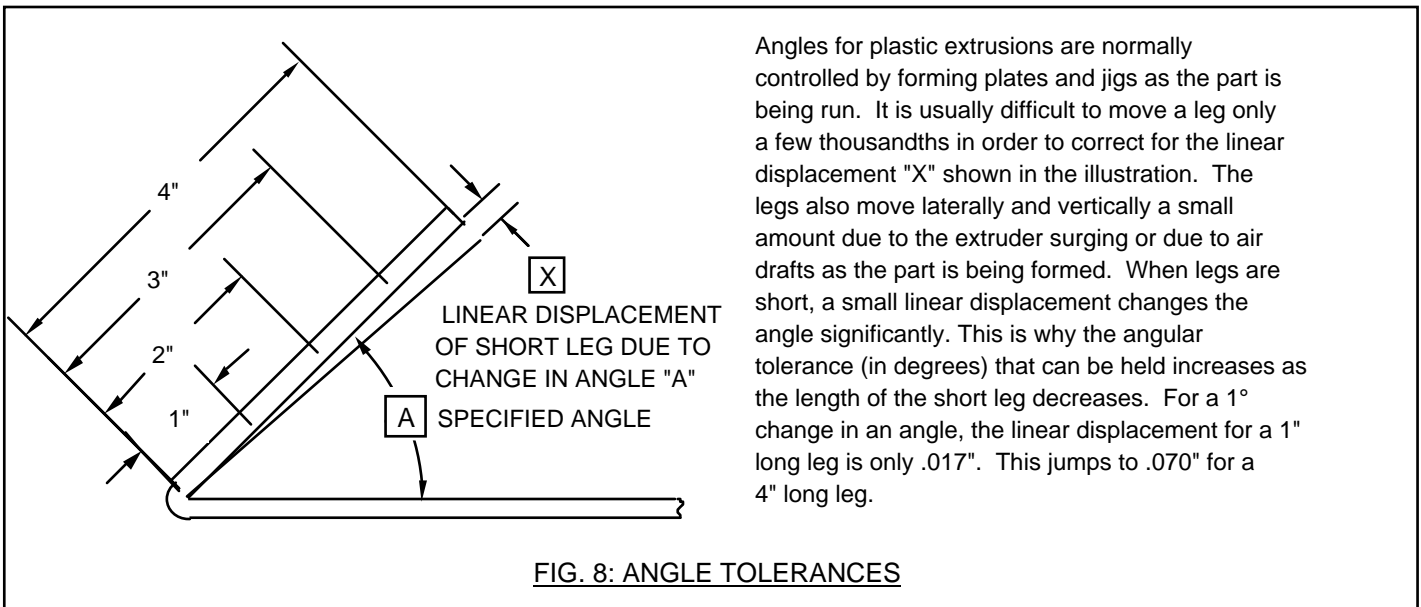 4"
3"
2"
1"
X
LINEAR DISPLACEMENT
OF SHORT LEG DUE TO
CHANGE IN ANGLE "A"
A SPECIFIED ANGLE
Angles for plastic extrusions are normally
controlled by forming plates and jigs as the part is
being run. It is usually difficult to move a leg only
a few thousandths in order to correct for the linear
displacement "X" shown in the illustration. The
legs also move laterally and vertically a small
amount due to the extruder surging or due to air
drafts as the part is being formed. When legs are
short, a small linear displacement changes the
angle significantly. This is why the angular
tolerance (in degrees) that can be held increases as
the length of the short leg decreases. For a 1°
change in an angle, the linear displacement for a 1"
long leg is only .017". This jumps to .070" for a
4" long leg.
FIG. 8: ANGLE TOLERANCES